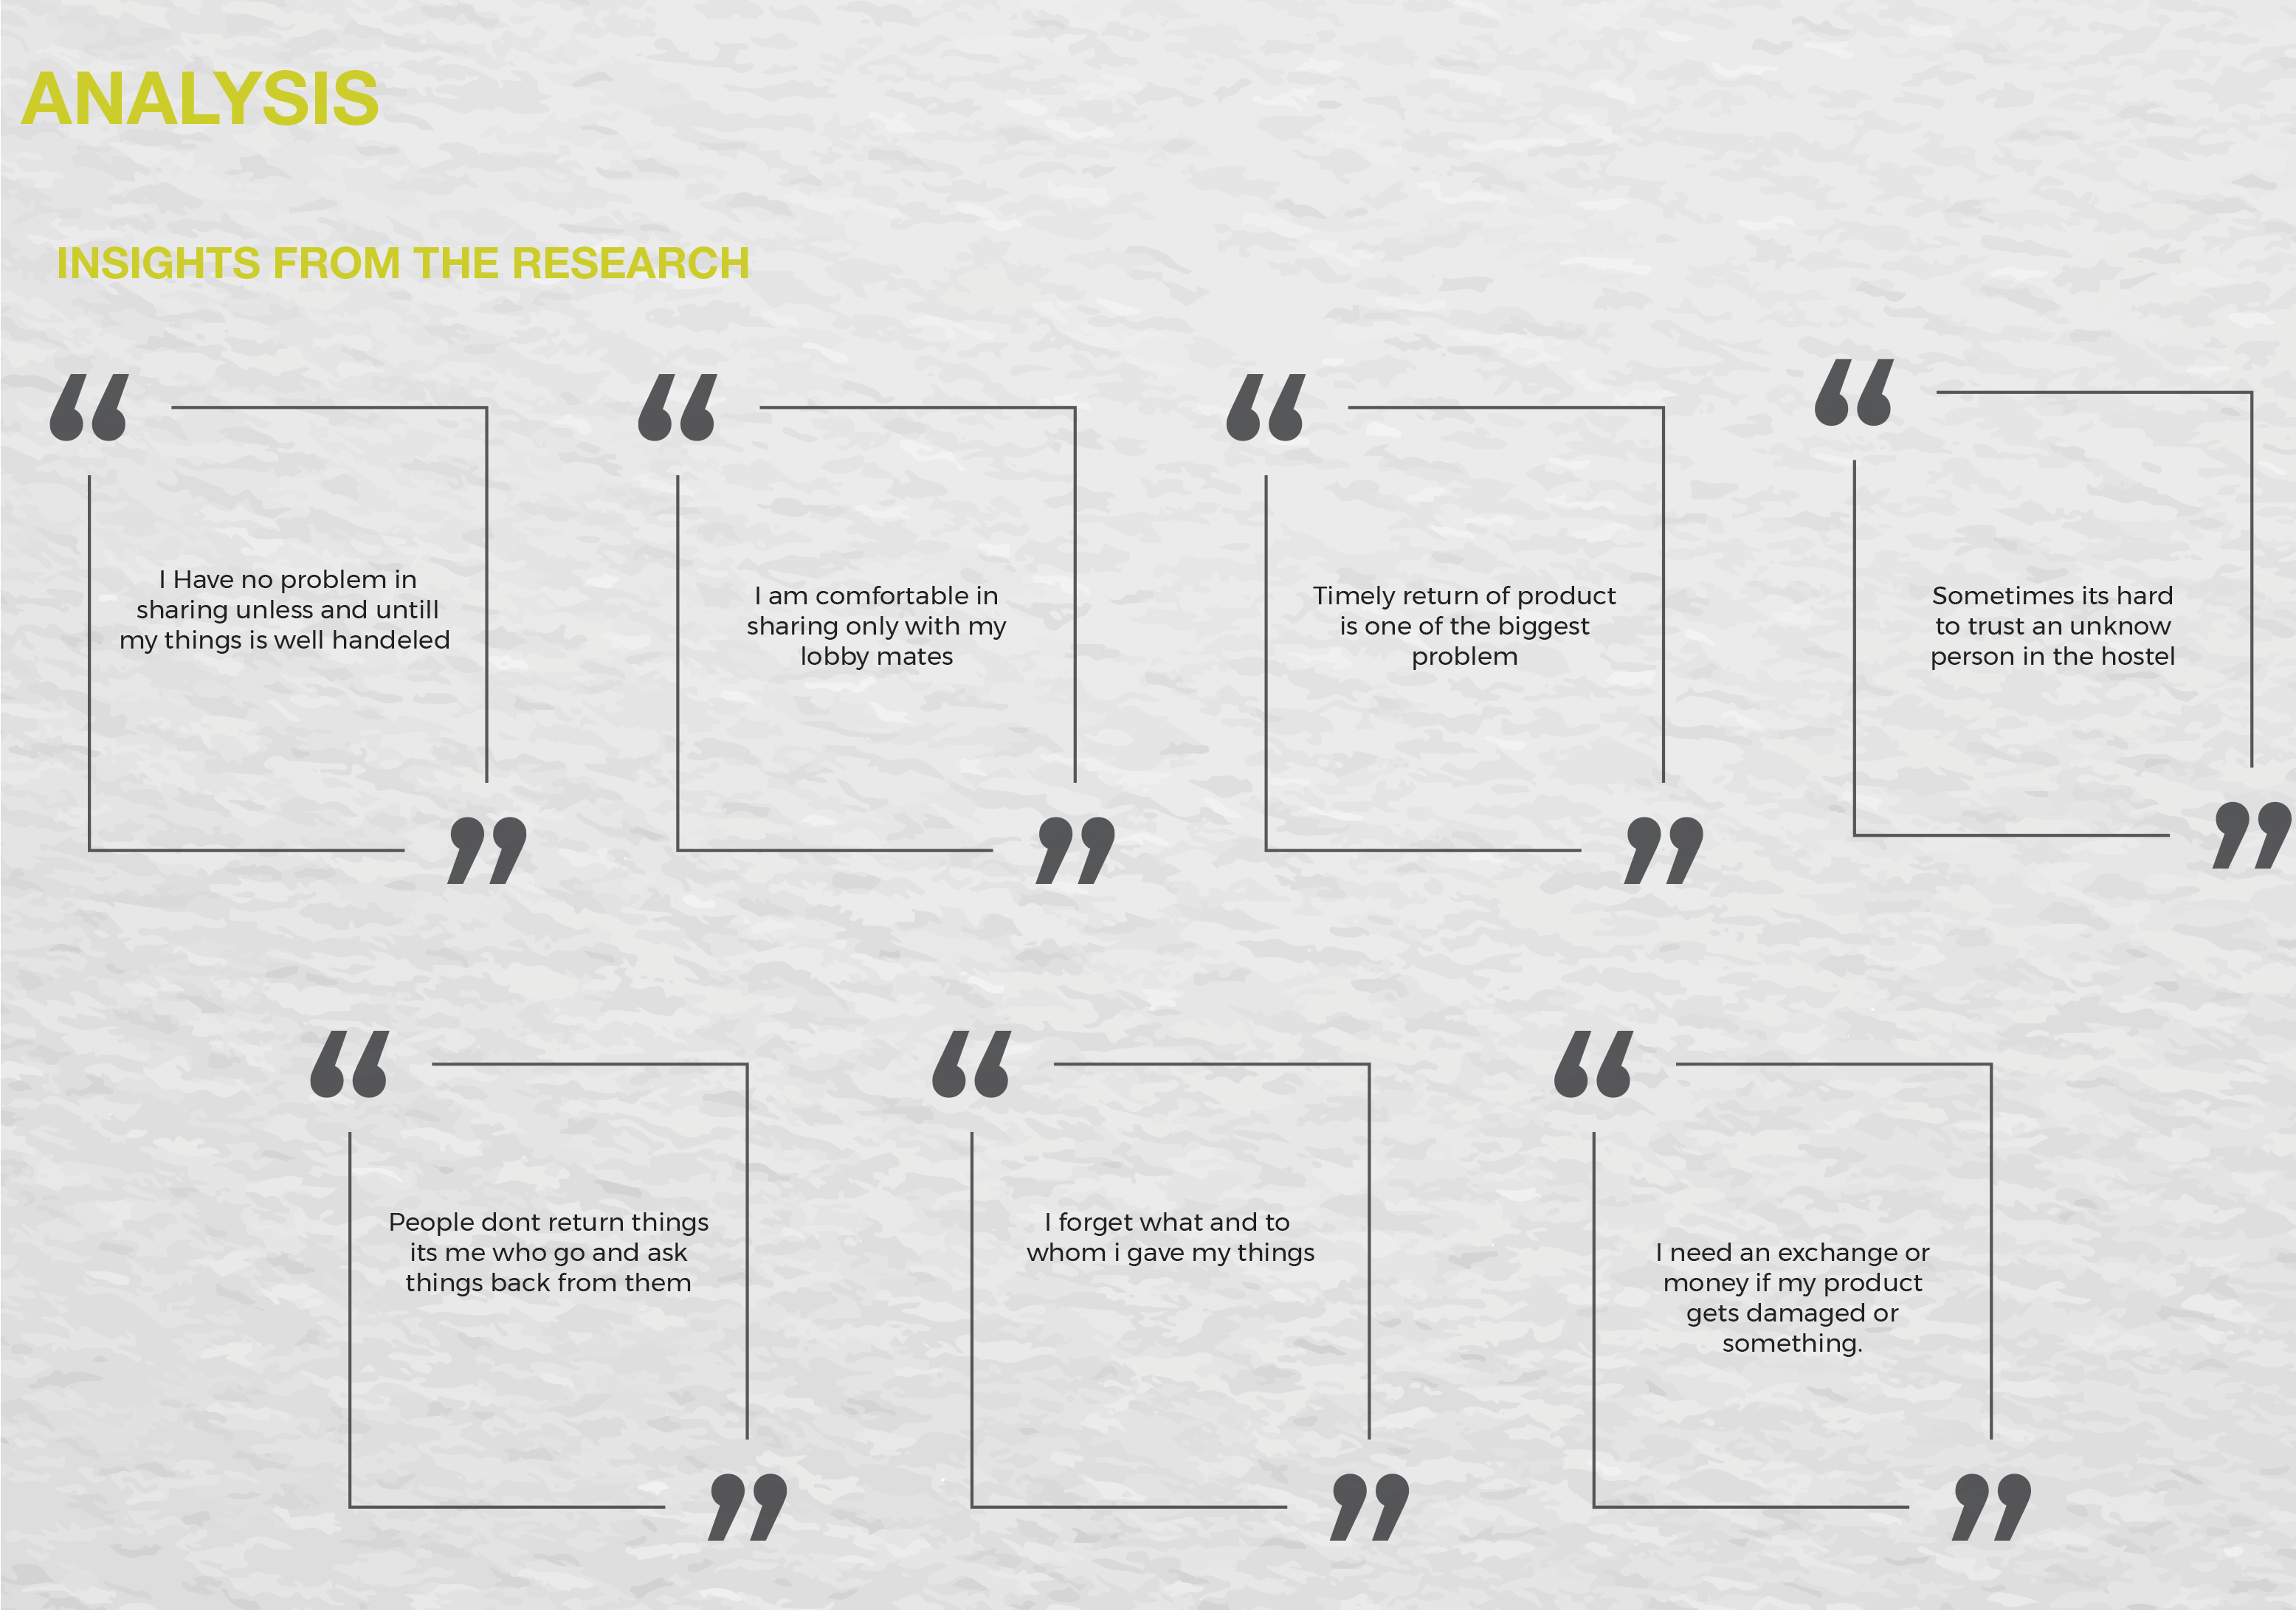 ANALYSIS
INSIGHTS FROM THE RESEARCH
“
I Have no problem in
sharing unless and untill
my things is well handeled
”
“
I am comfortable in
sharing only with my
lobby mates
”
“
Timely return of product
is one of the biggest
problem
”
“
Sometimes its hard
to trust an unknow
person in the hostel
”
“
People dont return things
its me who go and ask
things back from them
”
“
I forget what and to
whom i gave my things
”
“
I need an exchange or
money if my product
gets damaged or
something.
”